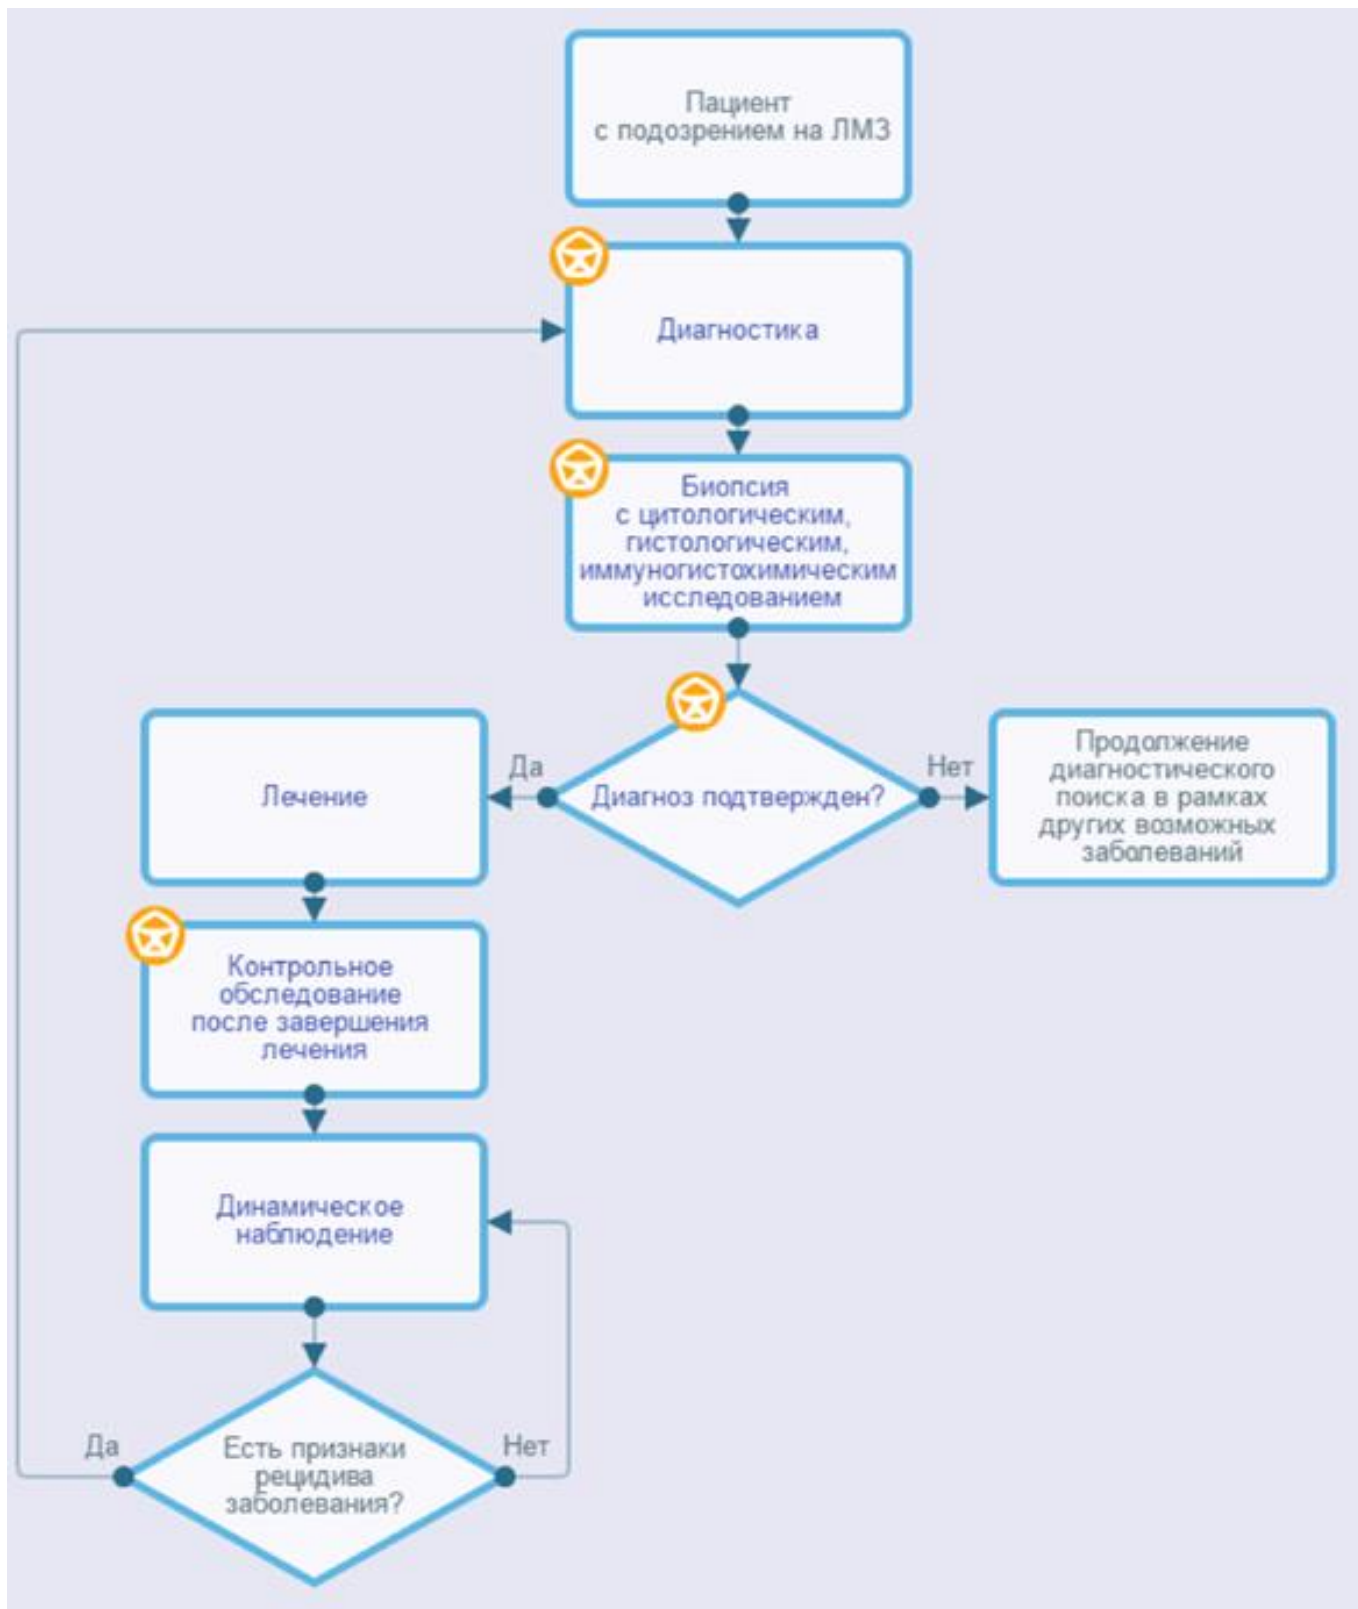 Пациент
с подозрением на ЛМЗ
Диагностика
Биопсия
с цитологическим,
гистологическим,
иммуногистохимическим
исследованием
Диагноз подтвержден?
Да
Нет
Лечение
Продолжение
диагностического
поиска в рамках
других возможных
заболеваний
Контрольное
обследование
после завершения
лечения
Динамическое
наблюдение
Есть признаки
рецидива
заболевания?
Да
Нет